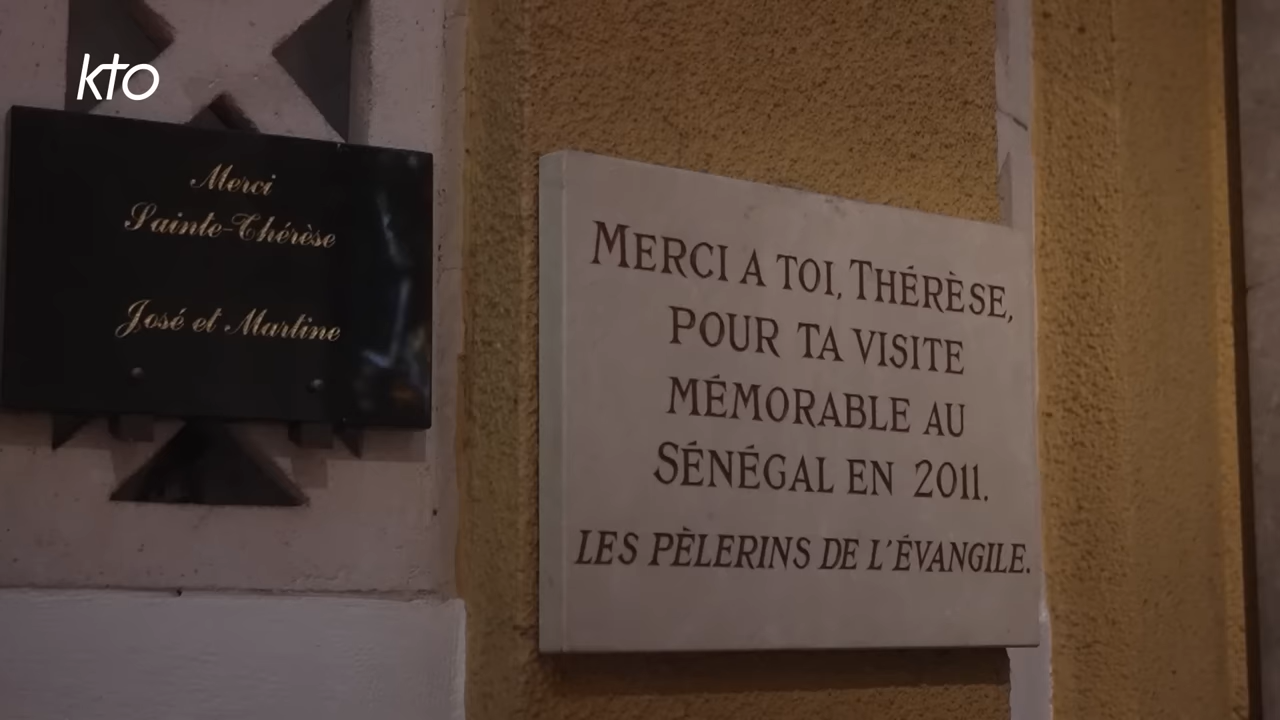 kto
Merci
Sainte-Thérèse
José et Martine
MERCI A TOI, THÉRÈSE,
POUR TA VISITE
MÉMORABLE AU
SÉNÉGAL EN 2011.
LES PÈLERINS DE L'ÉVANGILE.